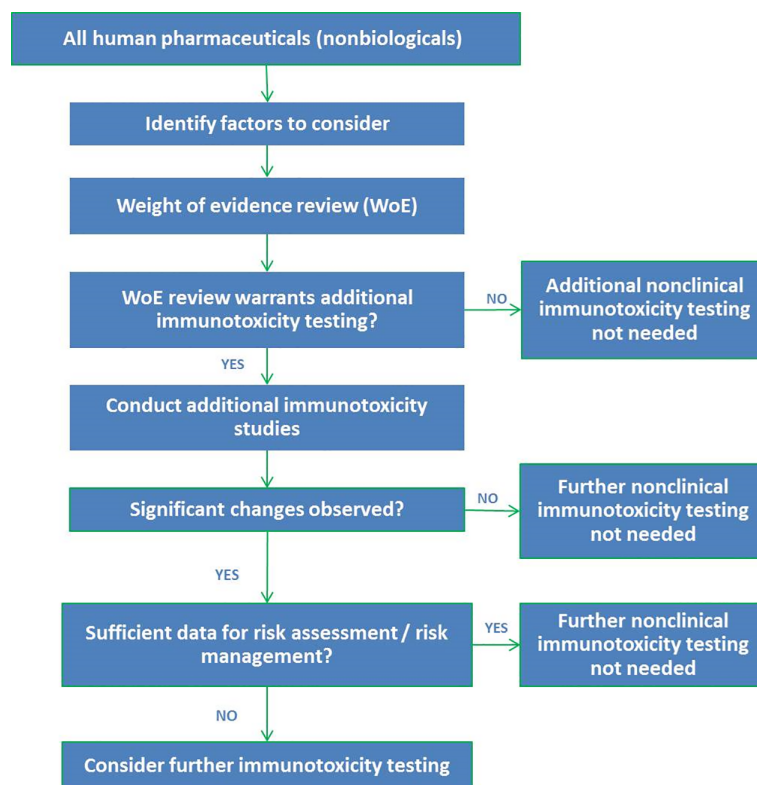 All human pharmaceuticals (nonbiologicals)
Identify factors to consider
Weight of evidence review (WoE)
WoE review warrants additional
immunotoxicity testing?
NO
Additional nonclinical
immunotoxicity testing
not needed
YES
Conduct additional immunotoxicity
studies
Significant changes observed?
NO
Further nonclinical
immunotoxicity testing
not needed
YES
Sufficient data for risk assessment / risk
management?
YES
Further nonclinical
immunotoxicity testing
not needed
NO
Consider further immunotoxicity testing